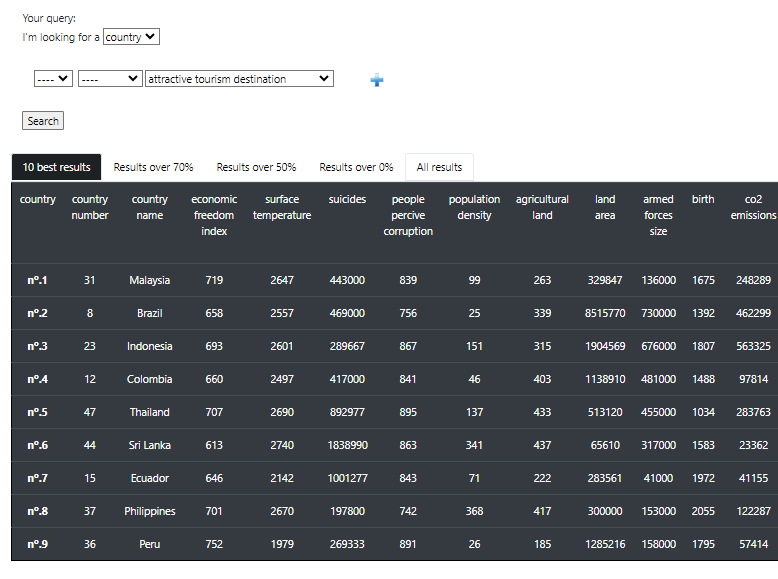 Your query:
I'm looking for a country
---- ---- attractive tourism destination
Search
10 best results Results over 70% Results over 50% Results over 0% All results
country country number country name economic freedom index surface temperature suicides people percive corruption population density agricultural land land area armed forces size birth co2 emissions
nº.1 31 Malaysia 719 2647 443000 839 99 263 329847 136000 1675 248289
nº.2 8 Brazil 658 2557 469000 756 25 339 8515770 730000 1392 462299
nº.3 23 Indonesia 693 2601 289667 867 151 315 1904569 676000 1807 563325
nº.4 12 Colombia 660 2497 417000 841 46 403 1138910 481000 1488 97814
nº.5 47 Thailand 707 2690 892977 895 137 433 513120 455000 1034 283763
nº.6 44 Sri Lanka 613 2740 1838990 863 341 437 65610 317000 1583 23362
nº.7 15 Ecuador 646 2142 1001277 843 71 222 283561 41000 1972 41155
nº.8 37 Philippines 701 2670 197800 742 368 417 300000 153000 2055 122287
nº.9 36 Peru 752 1979 269333 891 26 185 1285216 158000 1795 57414